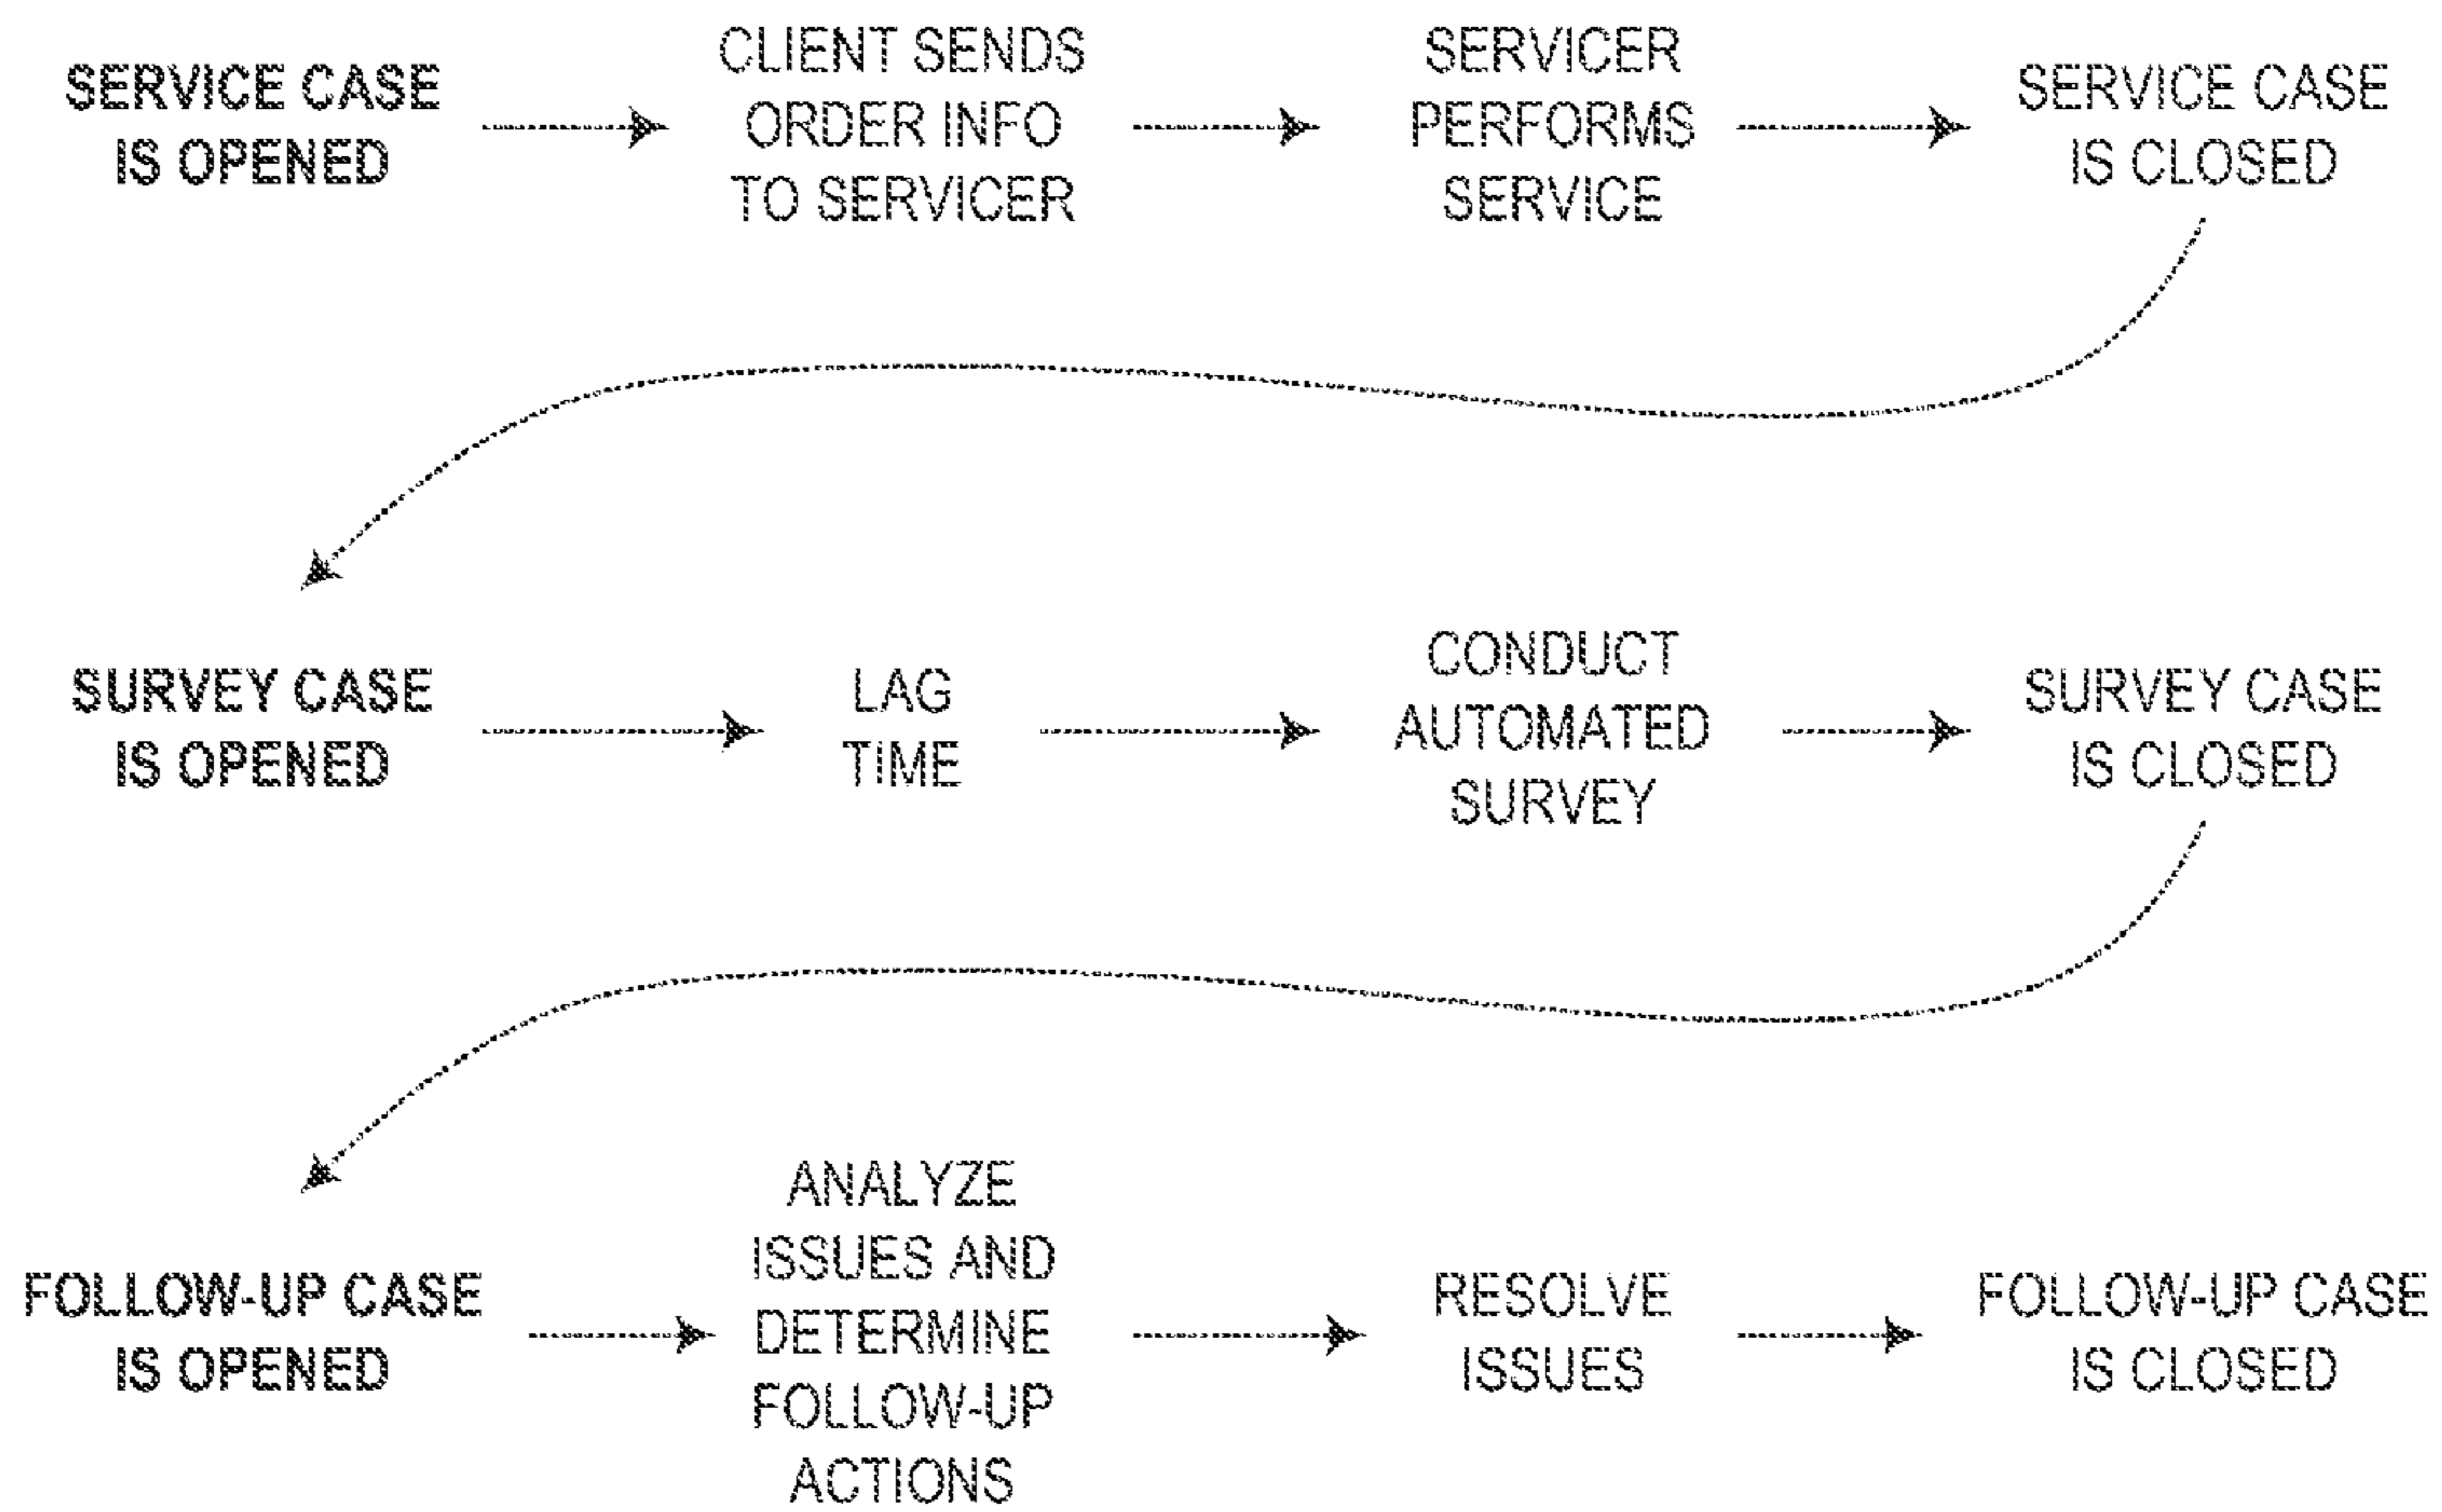 SERVICE CASE
IS OPENED
CLIENT SENDS
ORDER INFO
TO SERVICER
SERVICER
PERFORMS
SERVICE
SERVICE CASE
IS CLOSED
SURVEY CASE
IS OPENED
LAG
TIME
CONDUCT
AUTOMATED
SURVEY
SURVEY CASE
IS CLOSED
FOLLOW-UP CASE
IS OPENED
ANALYZE
ISSUES AND
DETERMINE
FOLLOW-UP
ACTIONS
RESOLVE
ISSUES
FOLLOW-UP CASE
IS CLOSED